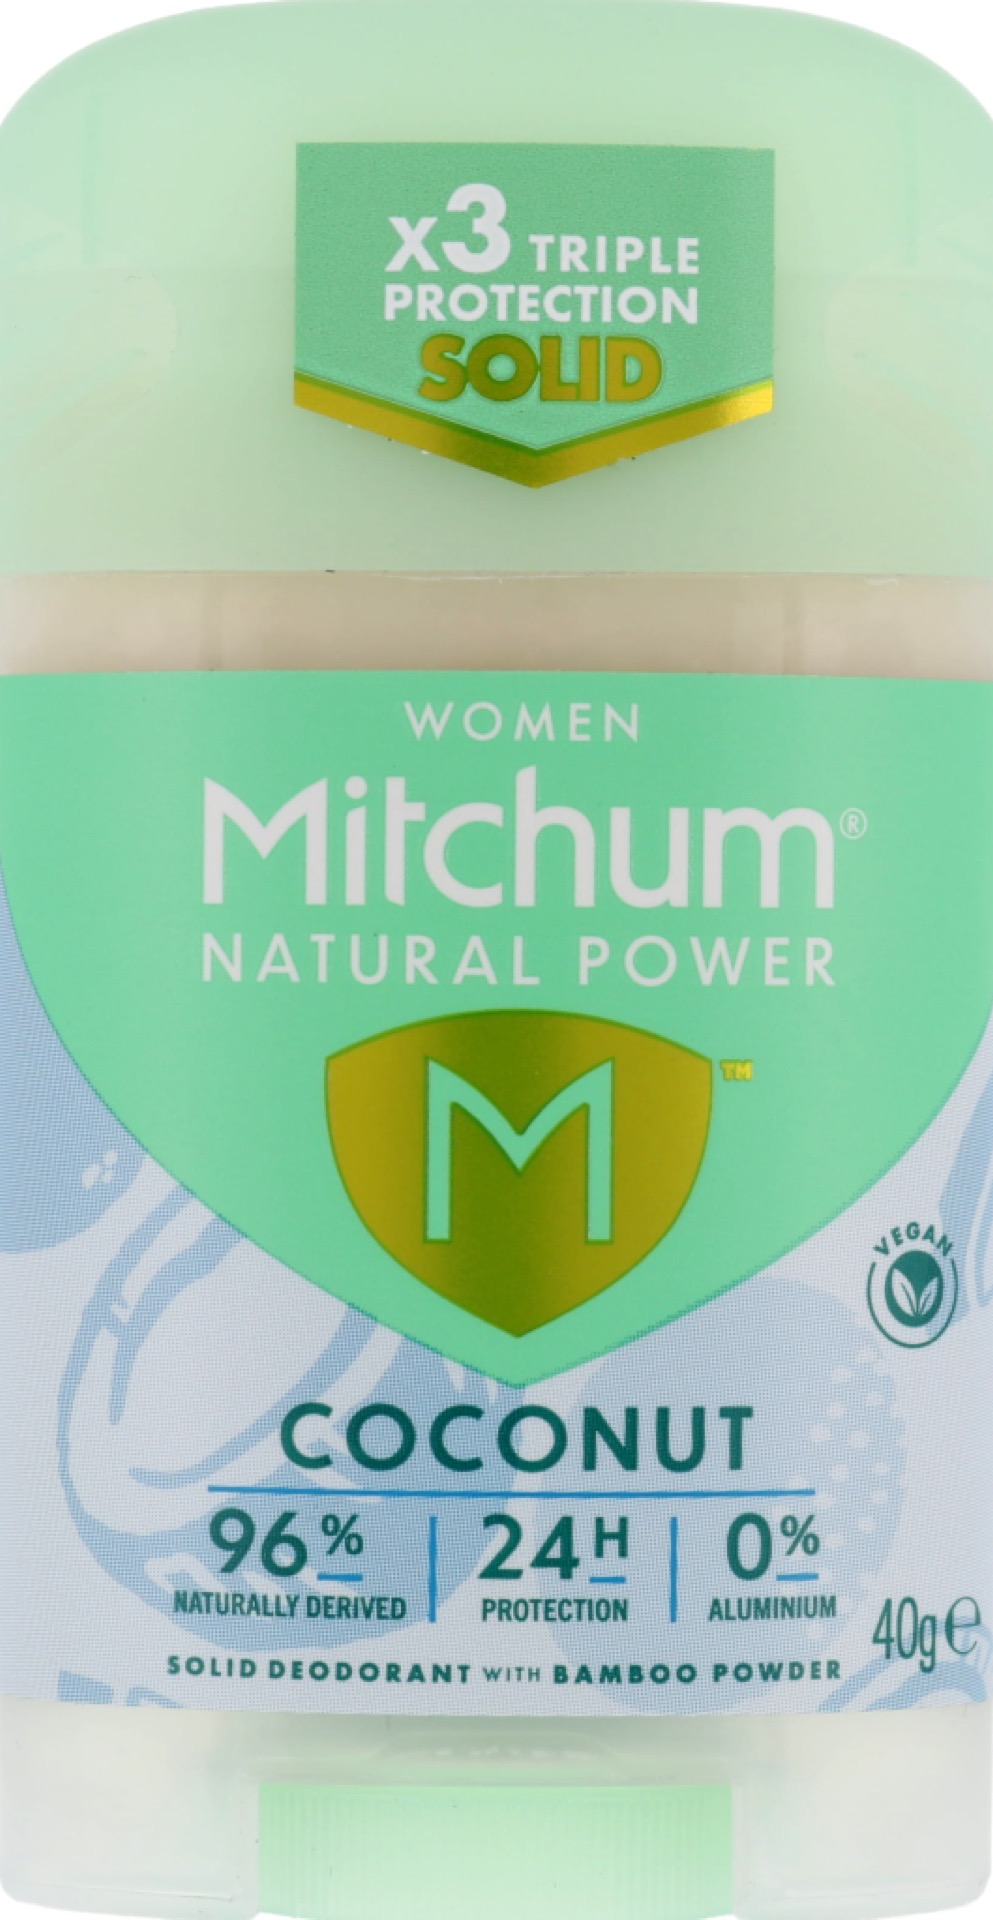 x3 TRIPLE
PROTECTION
SOLID
WOMEN
Mitchum®
NATURAL POWER
M™
VEGAN
COCONUT
96% 24H 0%
NATURALLY DERIVED PROTECTION ALUMINIUM
40g ℮
SOLID DEODORANT WITH BAMBOO POWDER